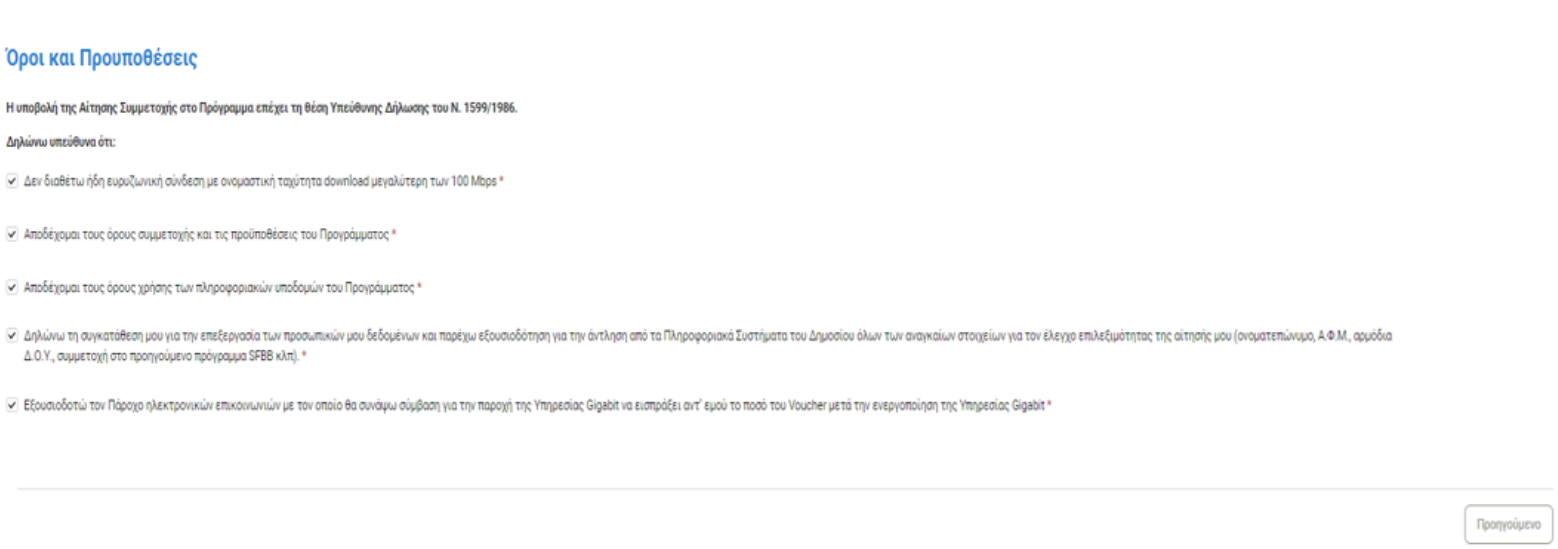 Όροι και Προυποθέσεις
Η υποβολή της Αίτησης Συμμετοχής στο Πρόγραμμα επέχει τη θέση Υπεύθυνης Δήλωσης του Ν. 1599/1986.
Δηλώνω υπεύθυνα ότι:
Δεν διαθέτω ήδη ευρυζωνική σύνδεση με ονομαστική ταχύτητα download μεγαλύτερη των 100 Mbps *
Αποδέχομαι τους όρους συμμετοχής και τις προϋποθέσεις του Προγράμματος *
Αποδέχομαι τους όρους χρήσης των πληροφοριακών υποδομών του Προγράμματος *
Δηλώνω τη συγκατάθεση μου για την επεξεργασία των προσωπικών μου δεδομένων και παρέχω εξουσιοδότηση για την άντληση από τα Πληροφοριακά Συστήματα του Δημοσίου όλων των αναγκαίων στοιχείων για τον έλεγχο επιλεξιμότητας της αίτησής μου (ονοματεπώνυμο, Α.Φ.Μ., αρμόδια
Δ.Ο.Υ., συμμετοχή στο προηγούμενο πρόγραμμα SFBB κλπ). *
Εξουσιοδοτώ τον Πάροχο ηλεκτρονικών επικοινωνιών με τον οποίο θα συνάψω σύμβαση για την παροχή της Υπηρεσίας Gigabit να εισπράξει αντ' εμού το ποσό του Voucher μετά την ενεργοποίηση της Υπηρεσίας Gigabit *
Προηγούμενο